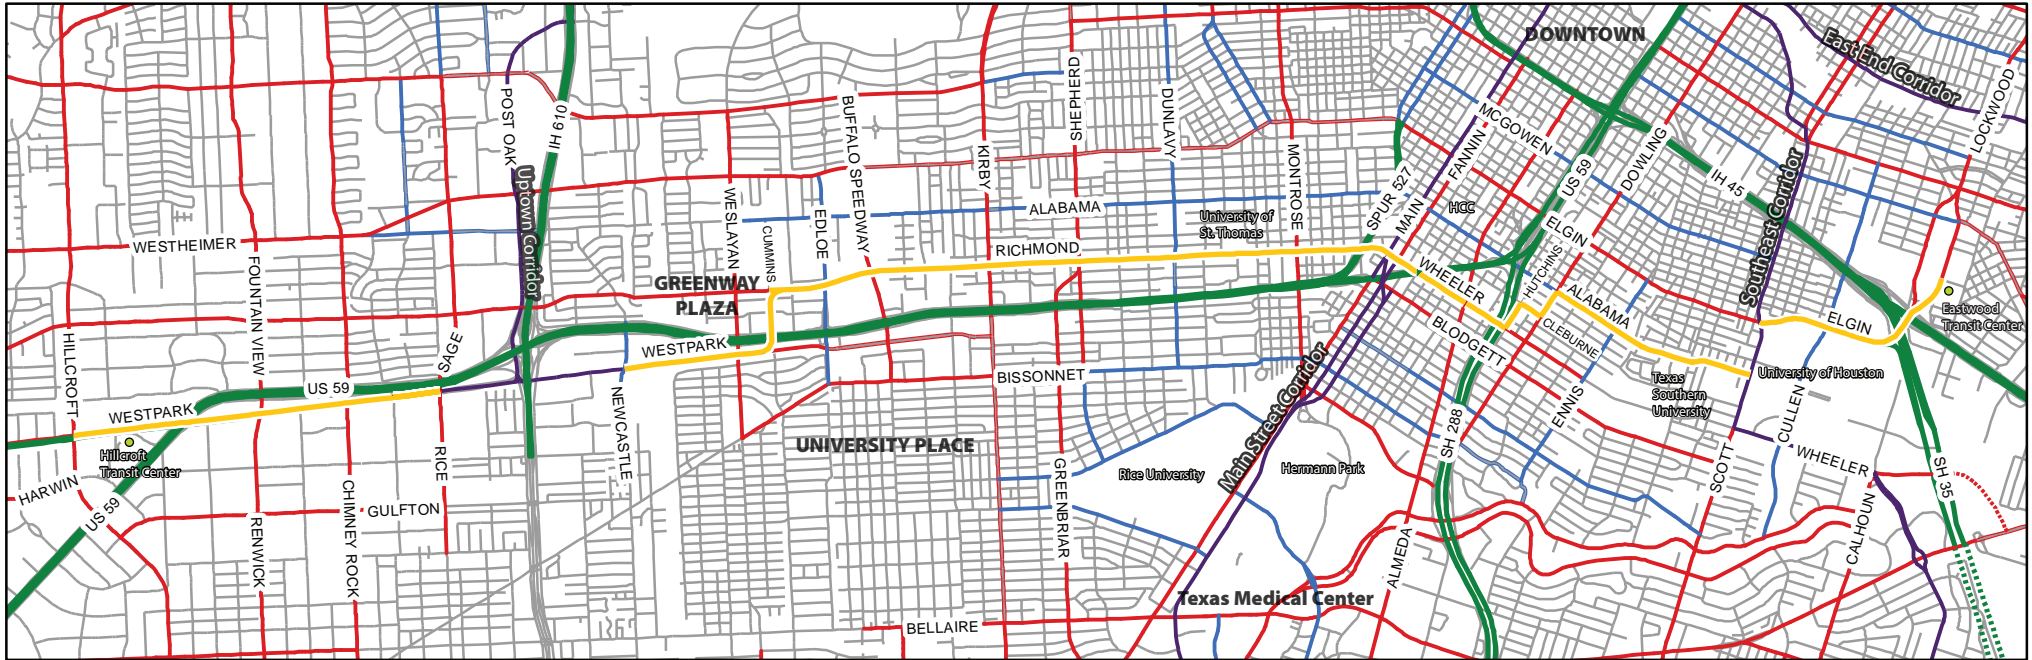 DOWNTOWN
East End Corridor
LOCKWOOD
POST OAK
IH 610
BUFFALO SPEEDWAY
SHEPHERD
DUNLAVY
MCGOWEN
FANNIN
DOWLING
KIRBY
MONTROSE
US 59
IH 45
Southeast Corridor
Uptown Corridor
WESLAYAN
CUMMINS
EDLOE
ALABAMA
University of
St. Thomas
SPUR 527
MAIN
HCC
ELGIN
WESTHEIMER
FOUNTAIN VIEW
RICHMOND
GREENWAY
PLAZA
WHEELER
HUTCHINS
ALABAMA
CLEBURNE
ELGIN
Eastwood
Transit Center
HILLCROFT
SAGE
WESTPARK
BLODGETT
US 59
WESTPARK
NEWCASTLE
BISSONNET
Main Street Corridor
Texas
Southern
University
University of Houston
ENNIS
CULLEN
Hillcroft
Transit Center
HARWIN
US 59
RICE
UNIVERSITY PLACE
GREENBRIAR
Rice University
Hermann Park
SH 288
SCOTT
WHEELER
SH 35
RENWICK
CHIMNEY ROCK
GULFTON
ALMEDA
CALHOUN
Texas Medical Center
BELLAIRE